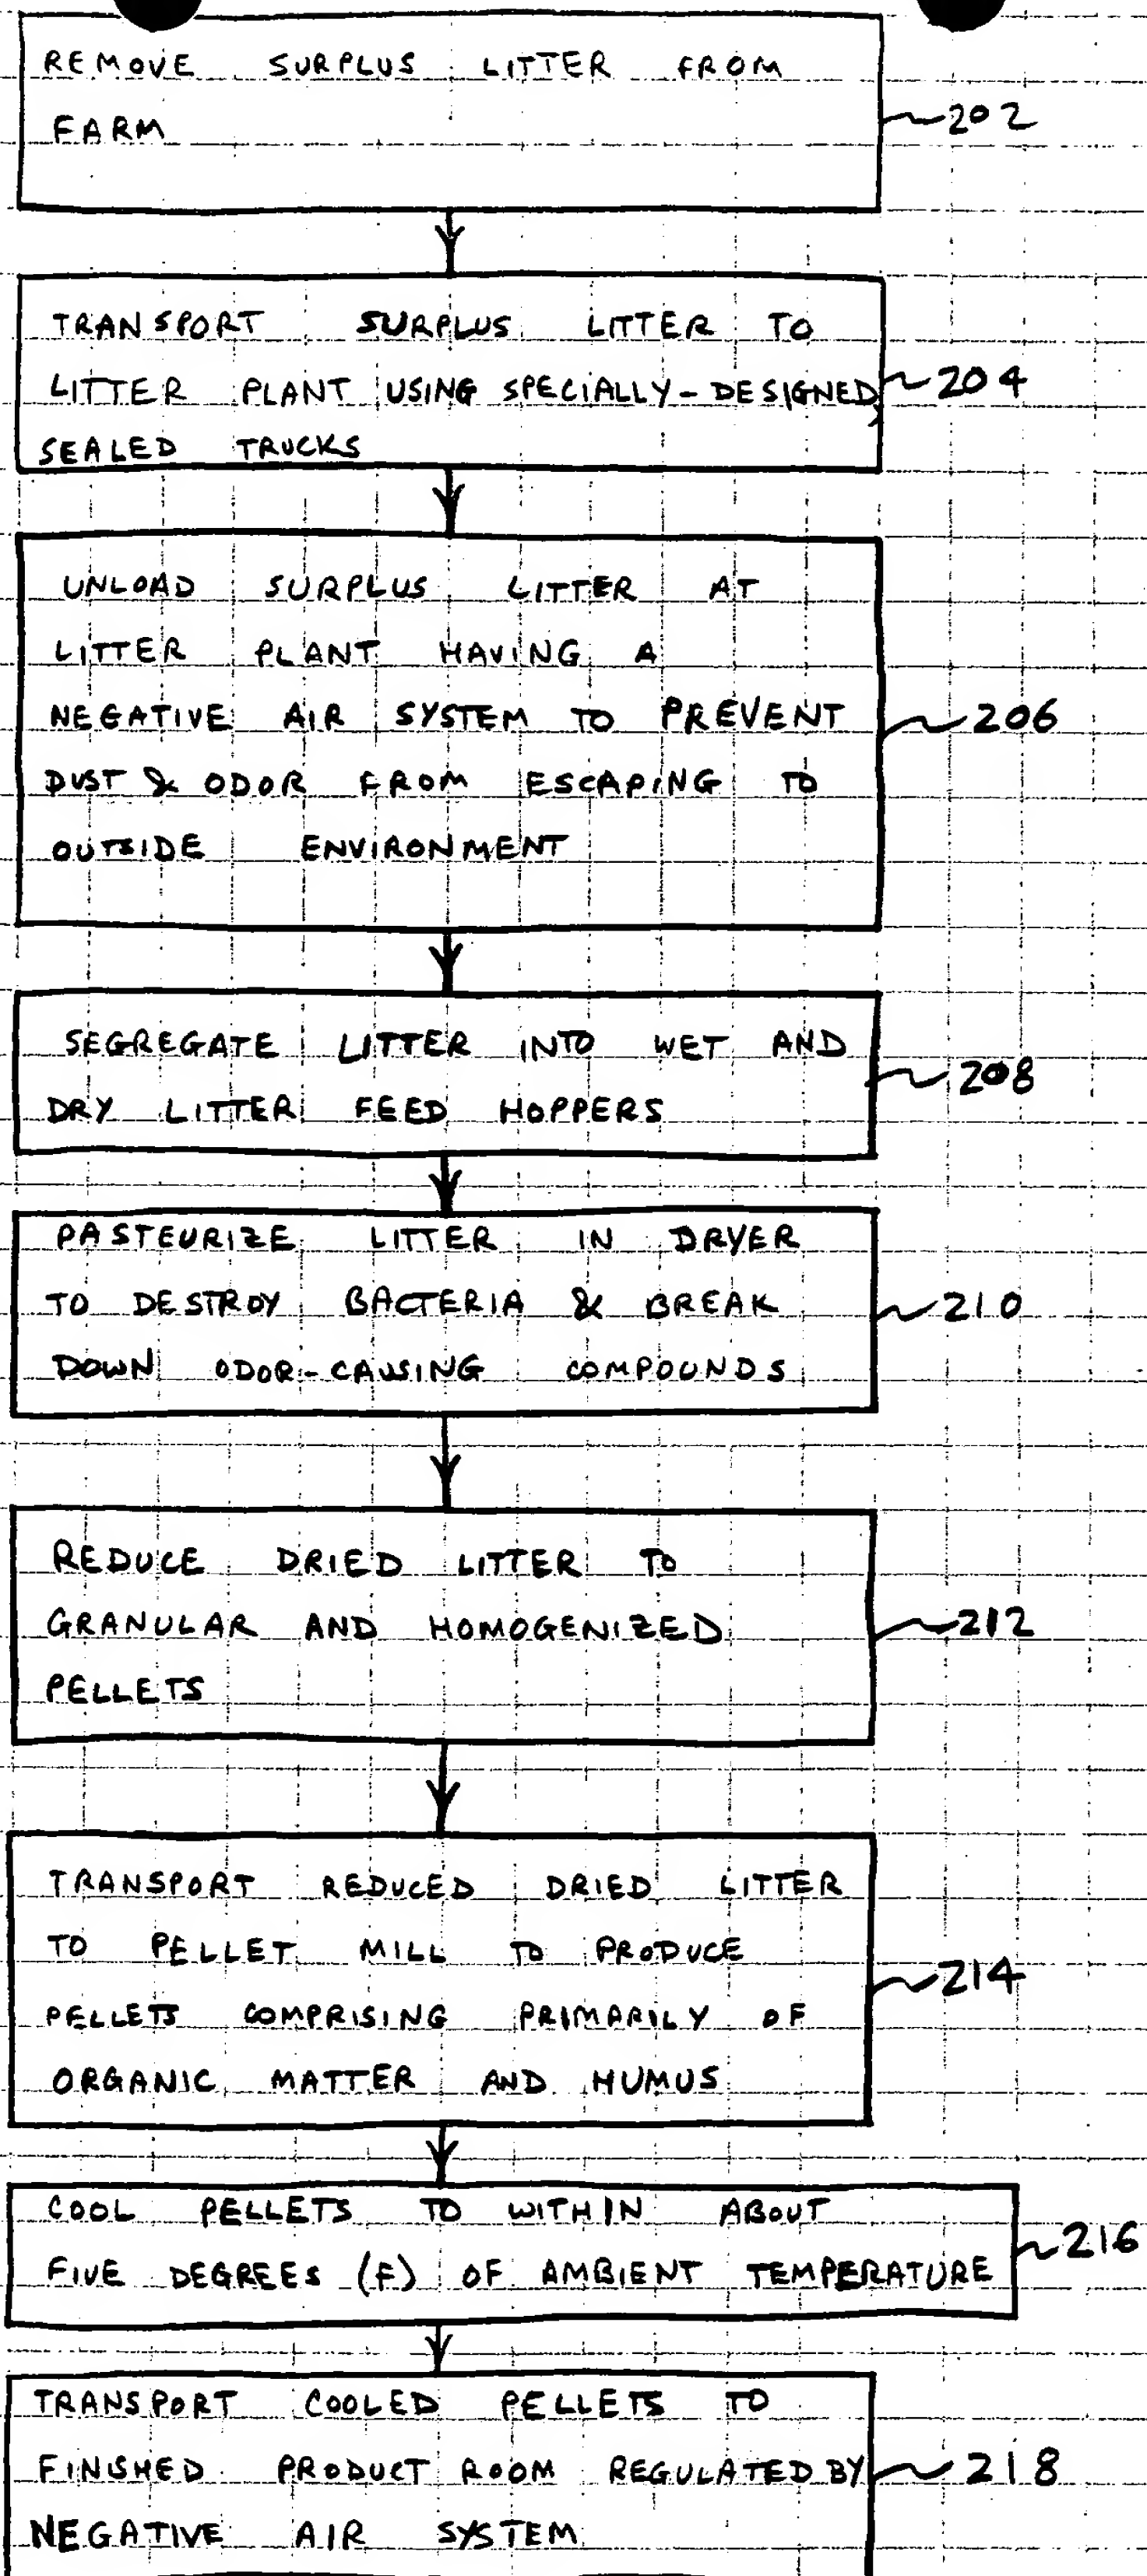 REMOVE SURPLUS LITTER FROM
FARM
202
TRANSPORT SURPLUS LITTER TO
LITTER PLANT USING SPECIALLY-DESIGNED,
SEALED TRUCKS
204
UNLOAD SURPLUS LITTER AT
LITTER PLANT HAVING A
NEGATIVE AIR SYSTEM TO PREVENT
DUST & ODOR FROM ESCAPING TO
OUTSIDE ENVIRONMENT
206
SEGREGATE LITTER INTO WET AND
DRY LITTER FEED HOPPERS
208
PASTEURIZE LITTER IN DRYER
TO DESTROY BACTERIA & BREAK
DOWN ODOR-CAUSING COMPOUNDS
210
REDUCE DRIED LITTER TO
GRANULAR AND HOMOGENIZED
PELLETS
212
TRANSPORT REDUCED DRIED LITTER
TO PELLET MILL TO PRODUCE
PELLETS COMPRISING PRIMARILY OF
ORGANIC MATTER AND HUMUS
214
COOL PELLETS TO WITHIN ABOUT
FIVE DEGREES (F) OF AMBIENT TEMPERATURE
216
TRANSPORT COOLED PELLETS TO
FINISHED PRODUCT ROOM REGULATED BY
NEGATIVE AIR SYSTEM
218